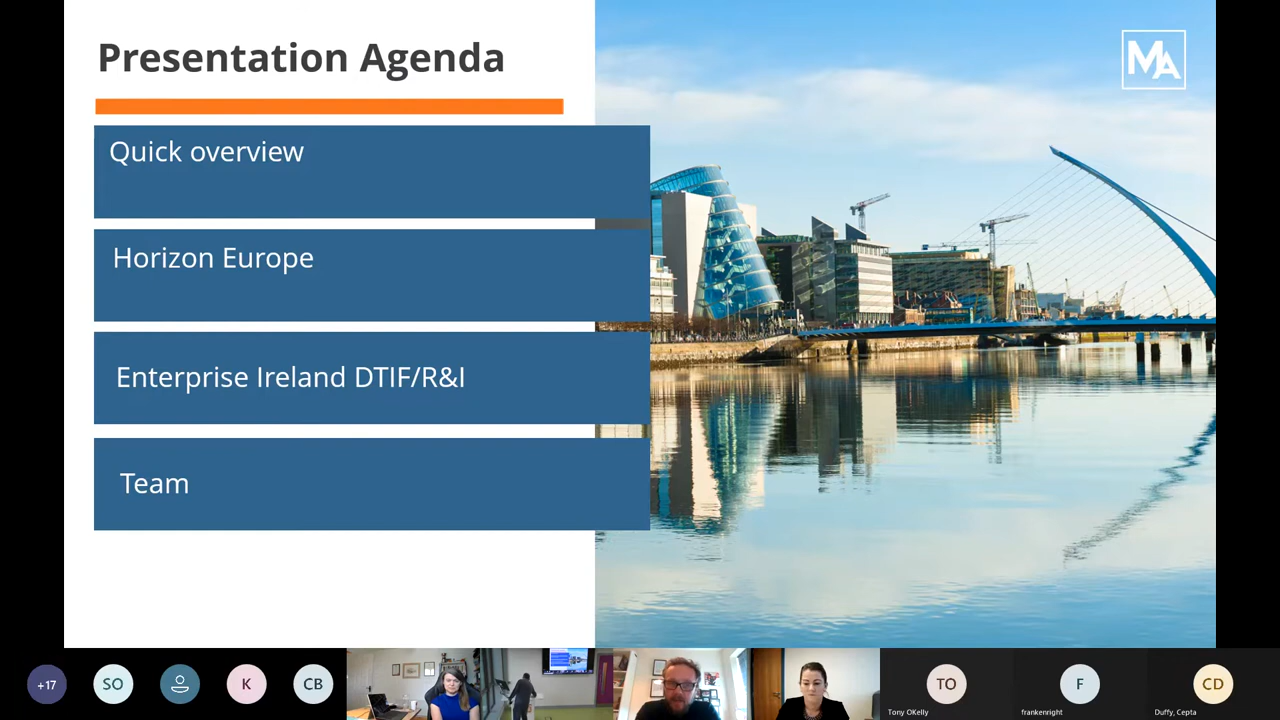 Presentation Agenda
MA
Quick overview
Horizon Europe
Enterprise Ireland DTIF/R&I
Team
+17
SO
K
CB
TO
Tony OKelly
F
frankenright
CD
Duffy, Cepta